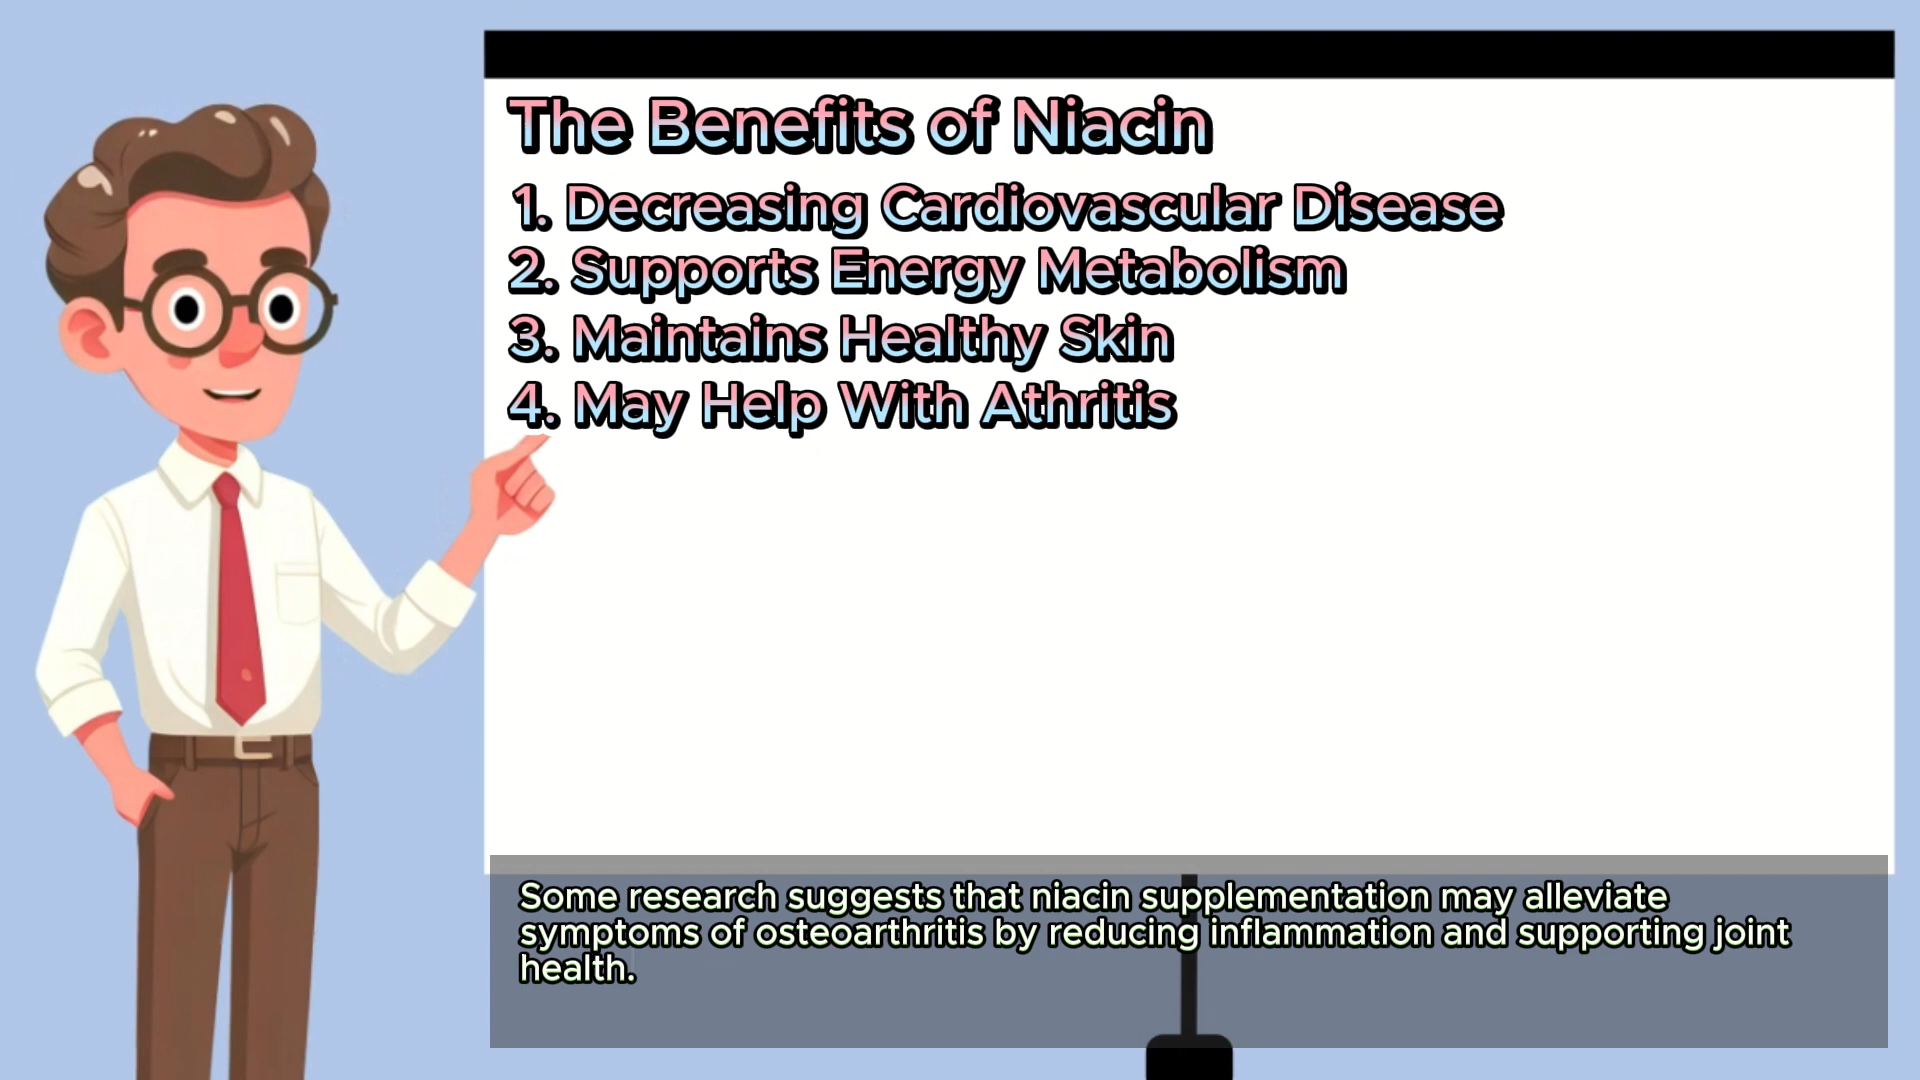 The Benefits of Niacin
1. Decreasing Cardiovascular Disease
2. Supports Energy Metabolism
3. Maintains Healthy Skin
4. May Help With Athritis
Some research suggests that niacin supplementation may alleviate
symptoms of osteoarthritis by reducing inflammation and supporting joint
health.